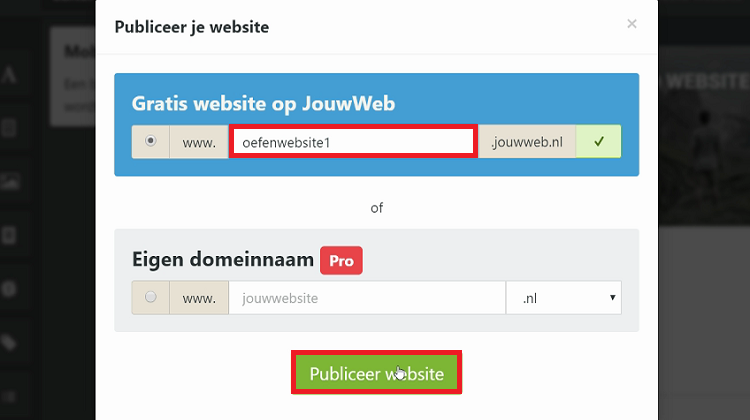 Publiceer je website
×
Gratis website op JouwWeb
www. oefenwebsite1 .jouwweb.nl ✓
of
Eigen domeinnaam Pro
www. jouwwebsite .nl
Publiceer website
WEBSITE